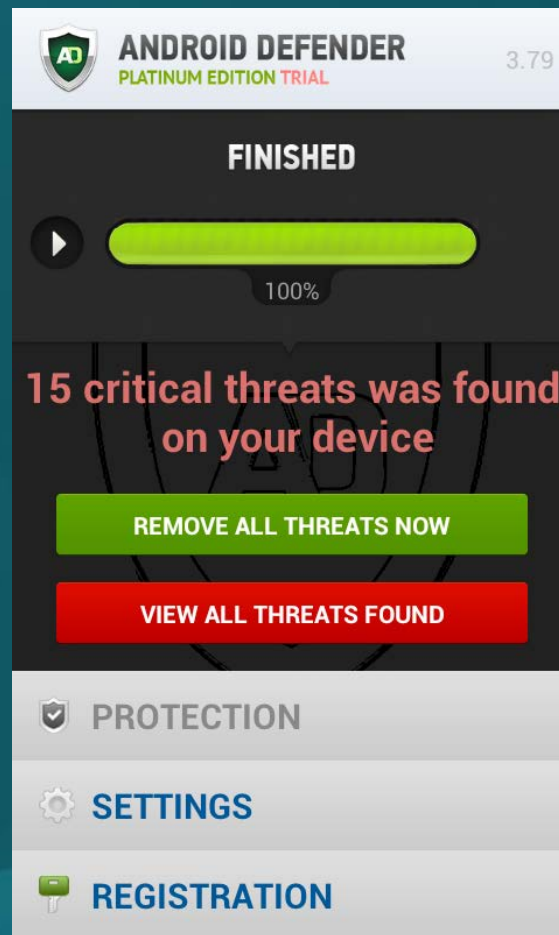 AD
ANDROID DEFENDER
PLATINUM EDITION TRIAL
3.79
FINISHED
100%
15 critical threats was found
on your device
AD
REMOVE ALL THREATS NOW
VIEW ALL THREATS FOUND
PROTECTION
SETTINGS
REGISTRATION